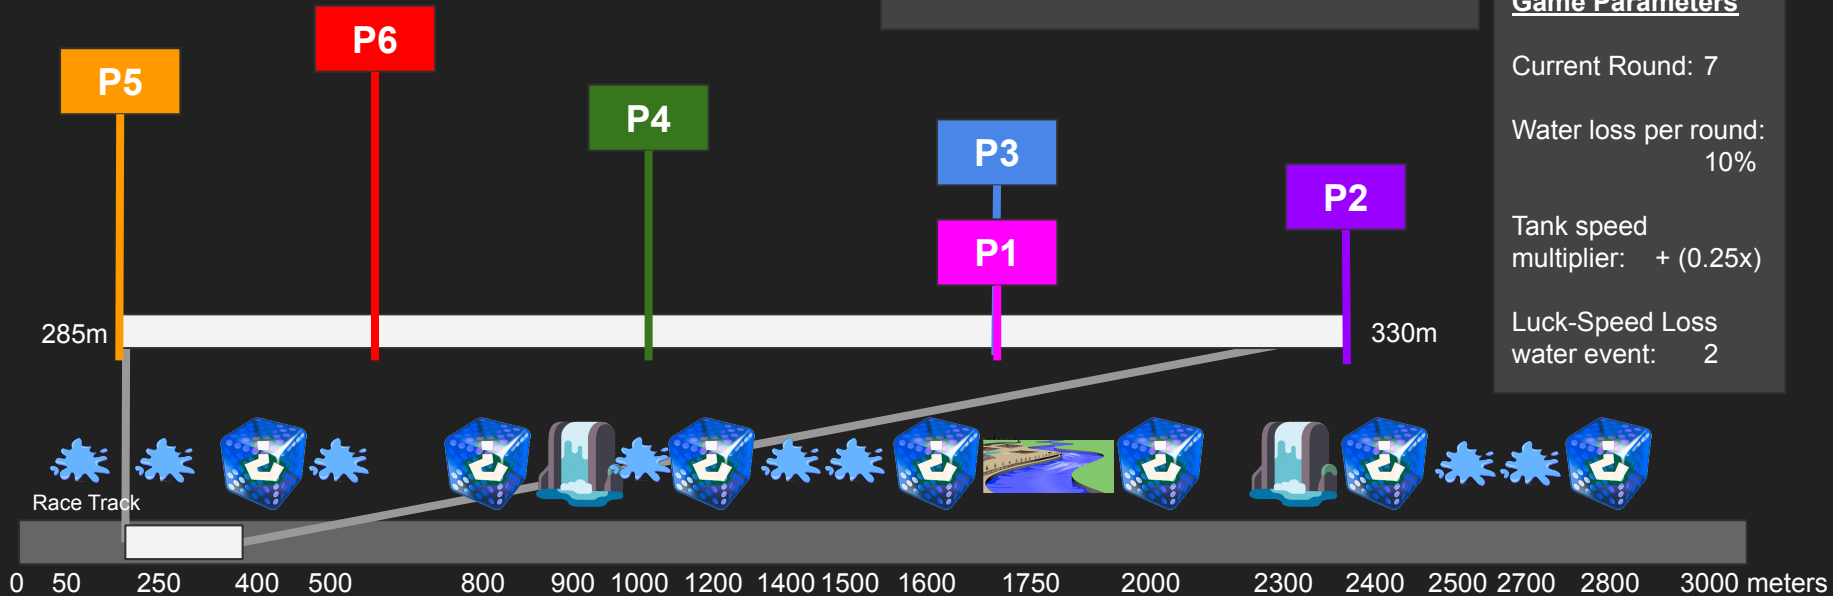 Game Parameters
Current Round: 7
Water loss per round:
10%
Tank speed
multiplier: + (0.25x)
Luck-Speed Loss
water event: 2
P6
P5
P4
P3
P2
P1
285m
330m
Race Track
0 50 250 400 500 800 900 1000 1200 1400 1500 1600 1750 2000 2300 2400 2500 2700 2800 3000 meters